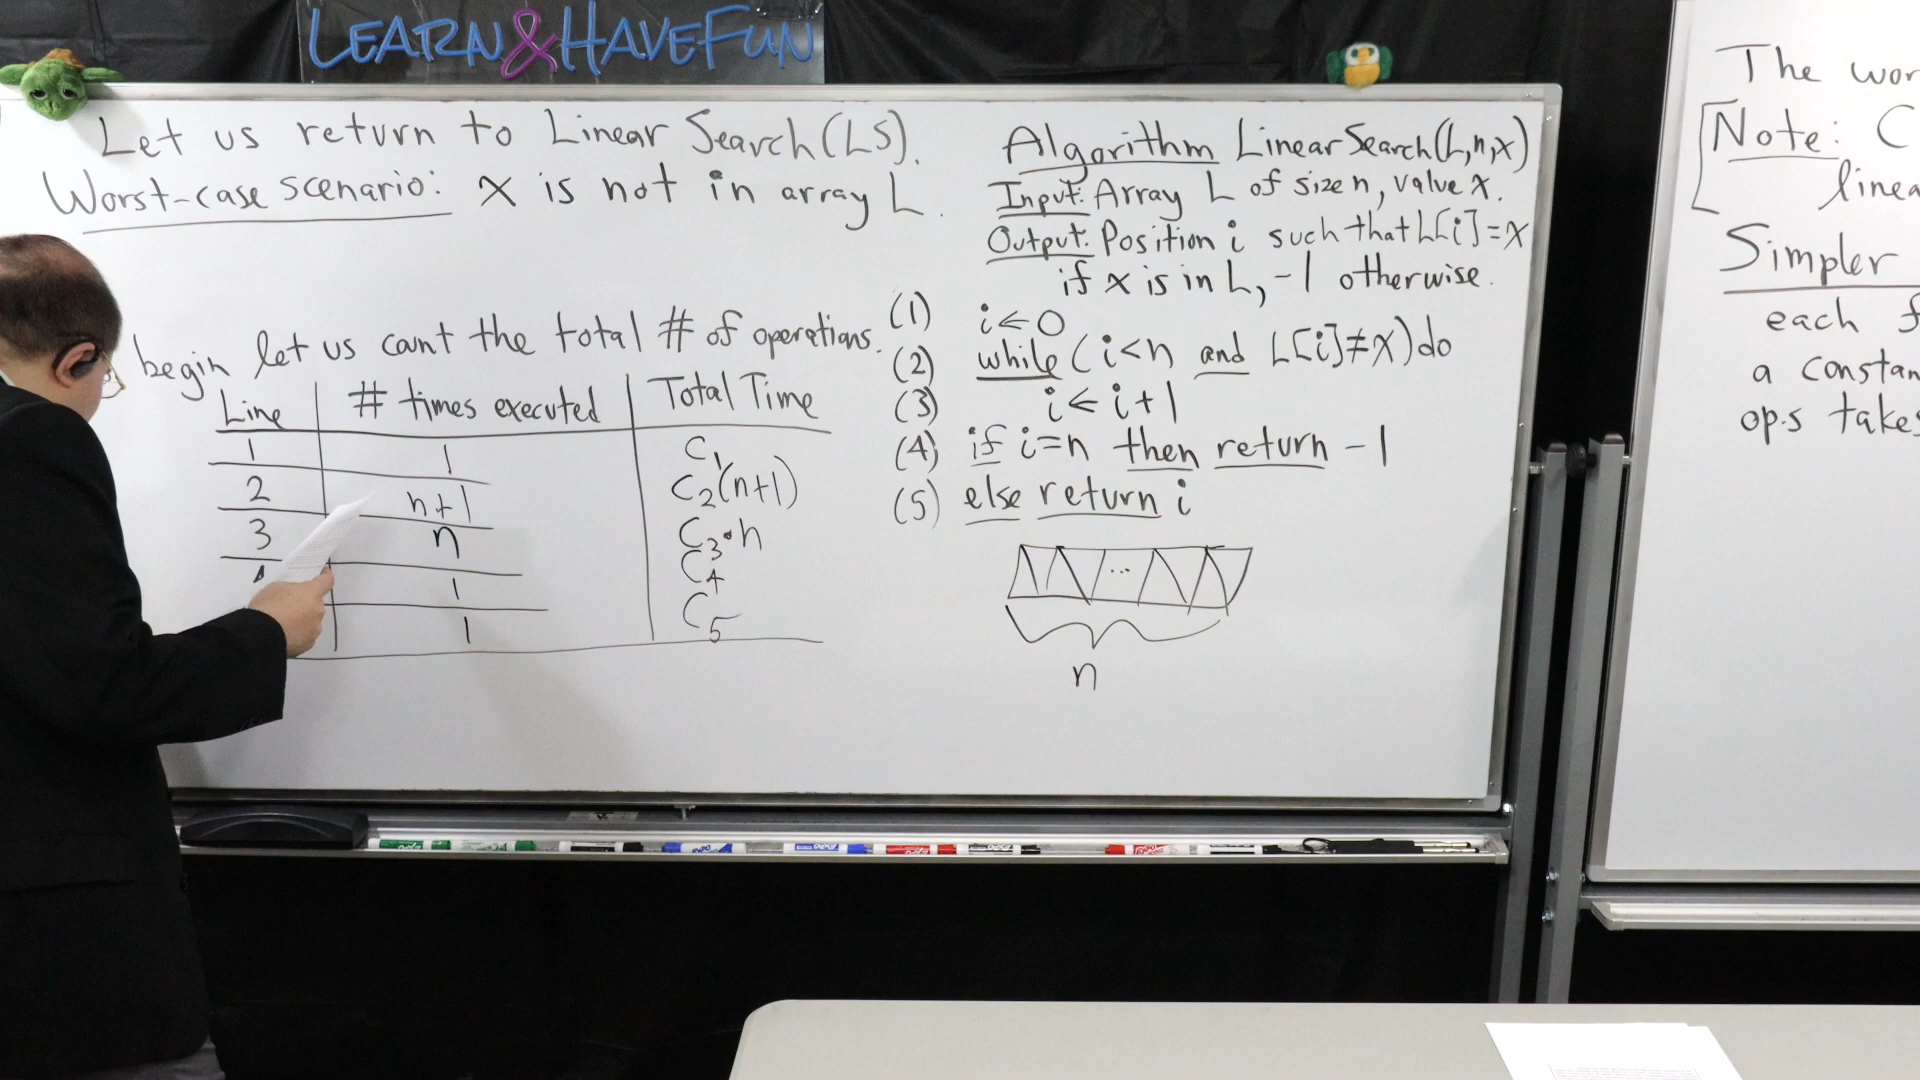 LEARN&HAVEFUN
Let us return to Linear Search (LS).
Worst-case scenario: x is not in array L.
begin let us count the total # of operations.
Line # times executed Total Time
1 1 C1
2 n+1 C2(n+1)
3 n C3·n
1 C4
1 C5
Algorithm LinearSearch(L,n,x)
Input: Array L of size n, value x.
Output: Position i such that L[i]=x
if x is in L, -1 otherwise.
(1) i←0
(2) while (i<n and L[i]≠x) do
(3) i←i+1
(4) if i=n then return -1
(5) else return i
...
n
The
Note: C
Simpler
each
a
ops